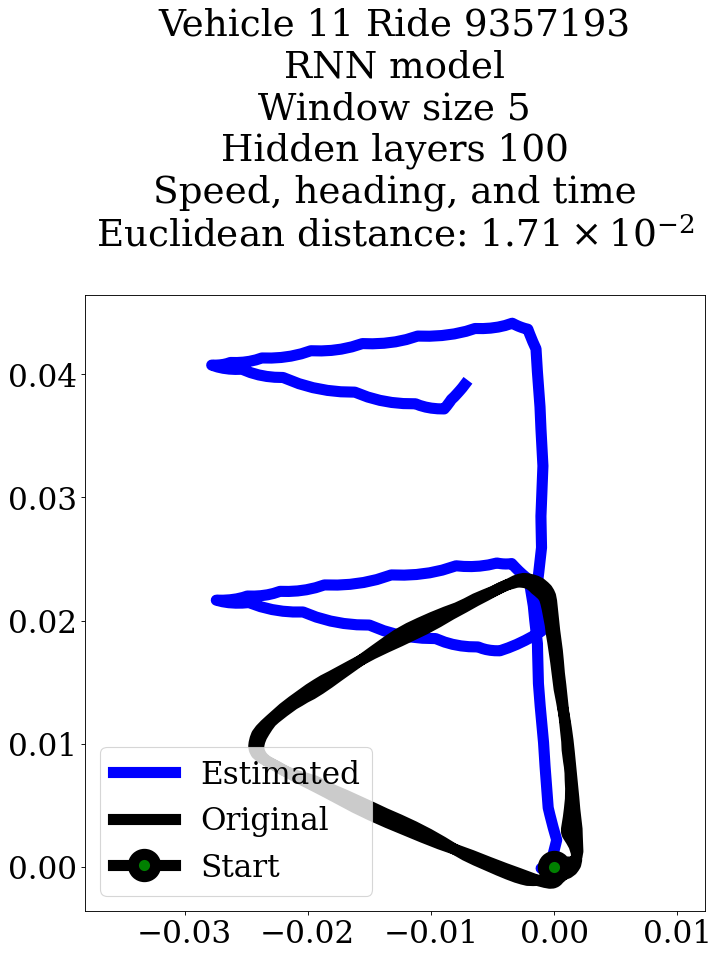 Vehicle 11 Ride 9357193
RNN model
Window size 5
Hidden layers 100
Speed, heading, and time
Euclidean distance: 1.71 × 10⁻²
0.04
0.03
0.02
0.01
0.00
Estimated
Original
Start
−0.03 −0.02 −0.01 0.00 0.01